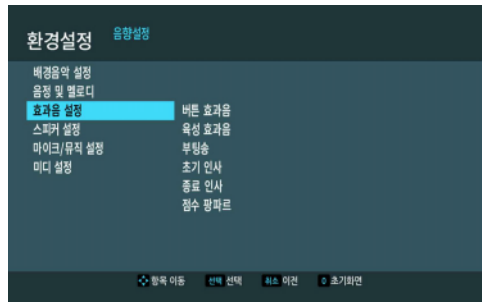 환경설정 음향설정
배경음악 설정
음정 및 멜로디
효과음 설정 버튼 효과음
스피커 설정 육성 효과음
마이크/뮤직 설정 부팅송
미디 설정 초기 인사
종료 인사
점수 팡파르
항목 이동 선택 선택 취소 이전 초기화면